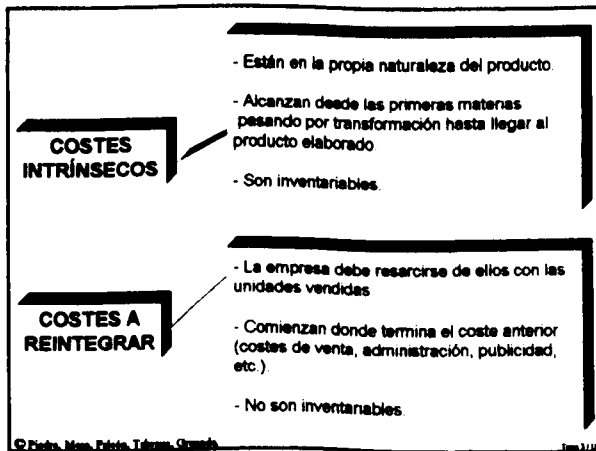 - Están en la propia naturaleza del producto.
- Alcanzan desde las primeras materias
pasando por transformación hasta llegar al
producto elaborado
- Son inventariables.
COSTES
INTRÍNSECOS
- La empresa debe resarcirse de ellos con las
unidades vendidas
- Comienzan donde termina el coste anterior
(costes de venta, administración, publicidad,
etc.).
- No son inventariables.
COSTES A
REINTEGRAR
© Piedra, Mesa,